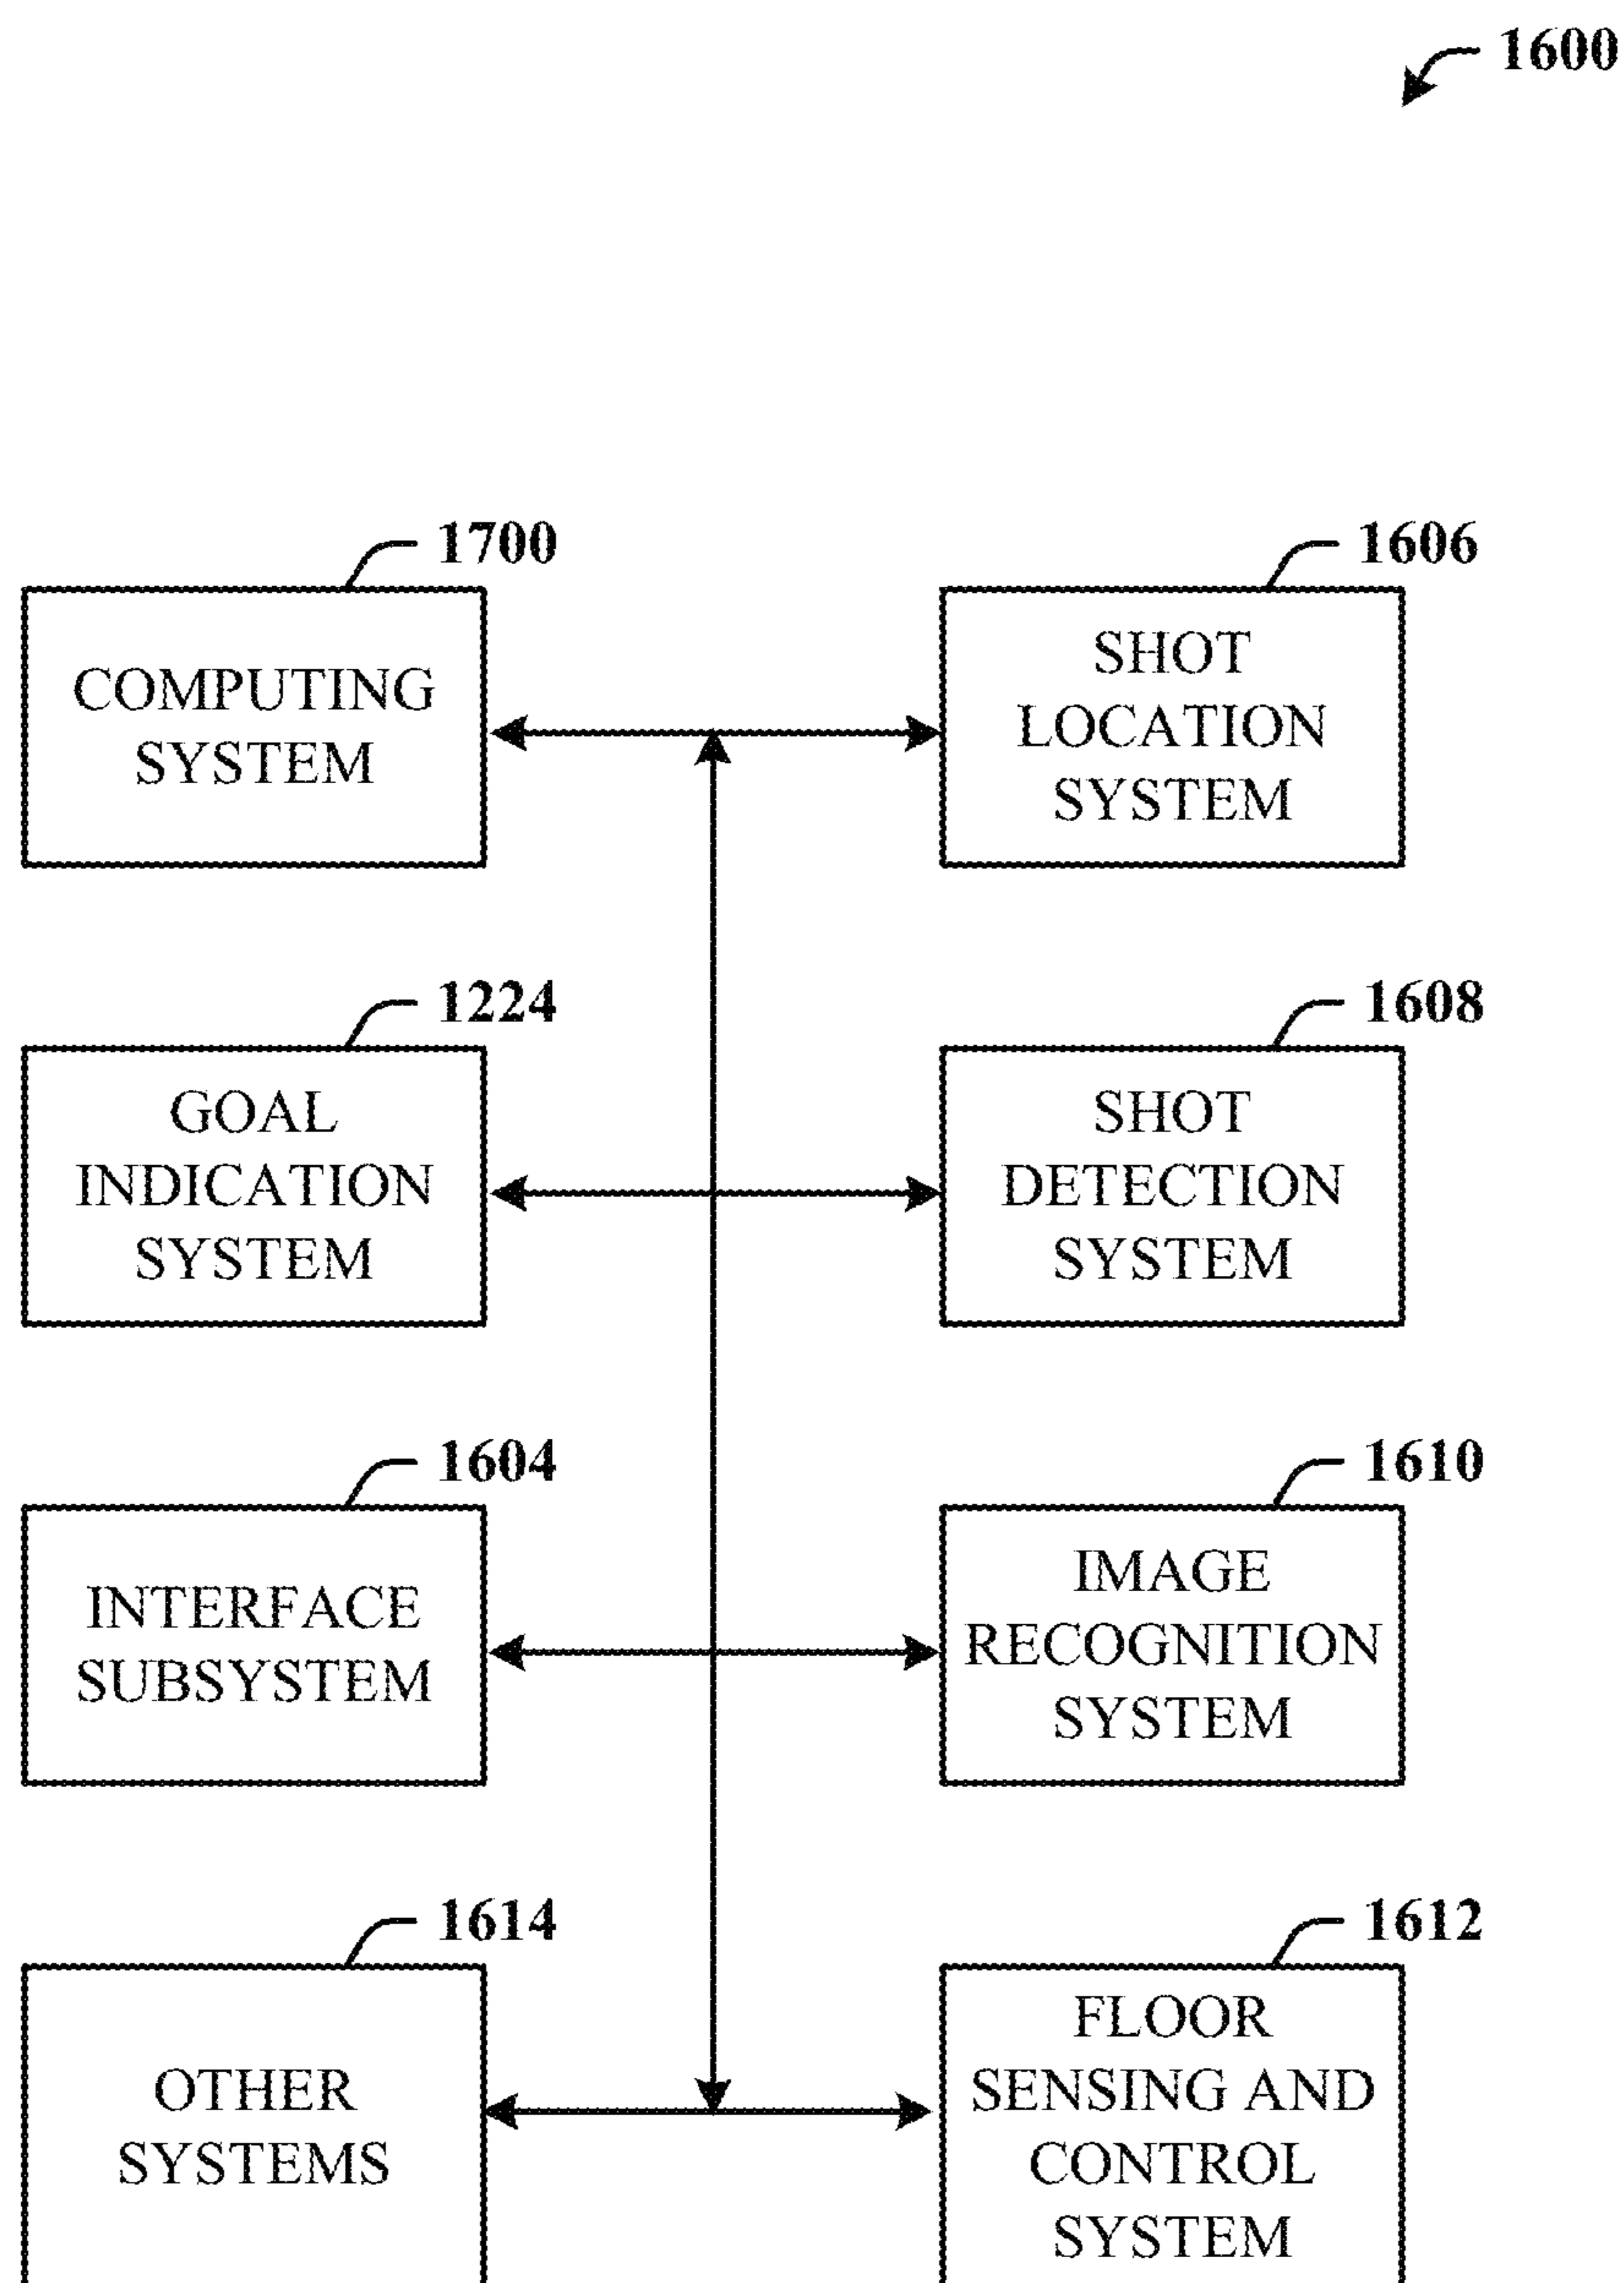 1600
1700
COMPUTING
SYSTEM
1606
SHOT
LOCATION
SYSTEM
1224
GOAL
INDICATION
SYSTEM
1608
SHOT
DETECTION
SYSTEM
1604
INTERFACE
SUBSYSTEM
1610
IMAGE
RECOGNITION
SYSTEM
1614
OTHER
SYSTEMS
1612
FLOOR
SENSING AND
CONTROL
SYSTEM